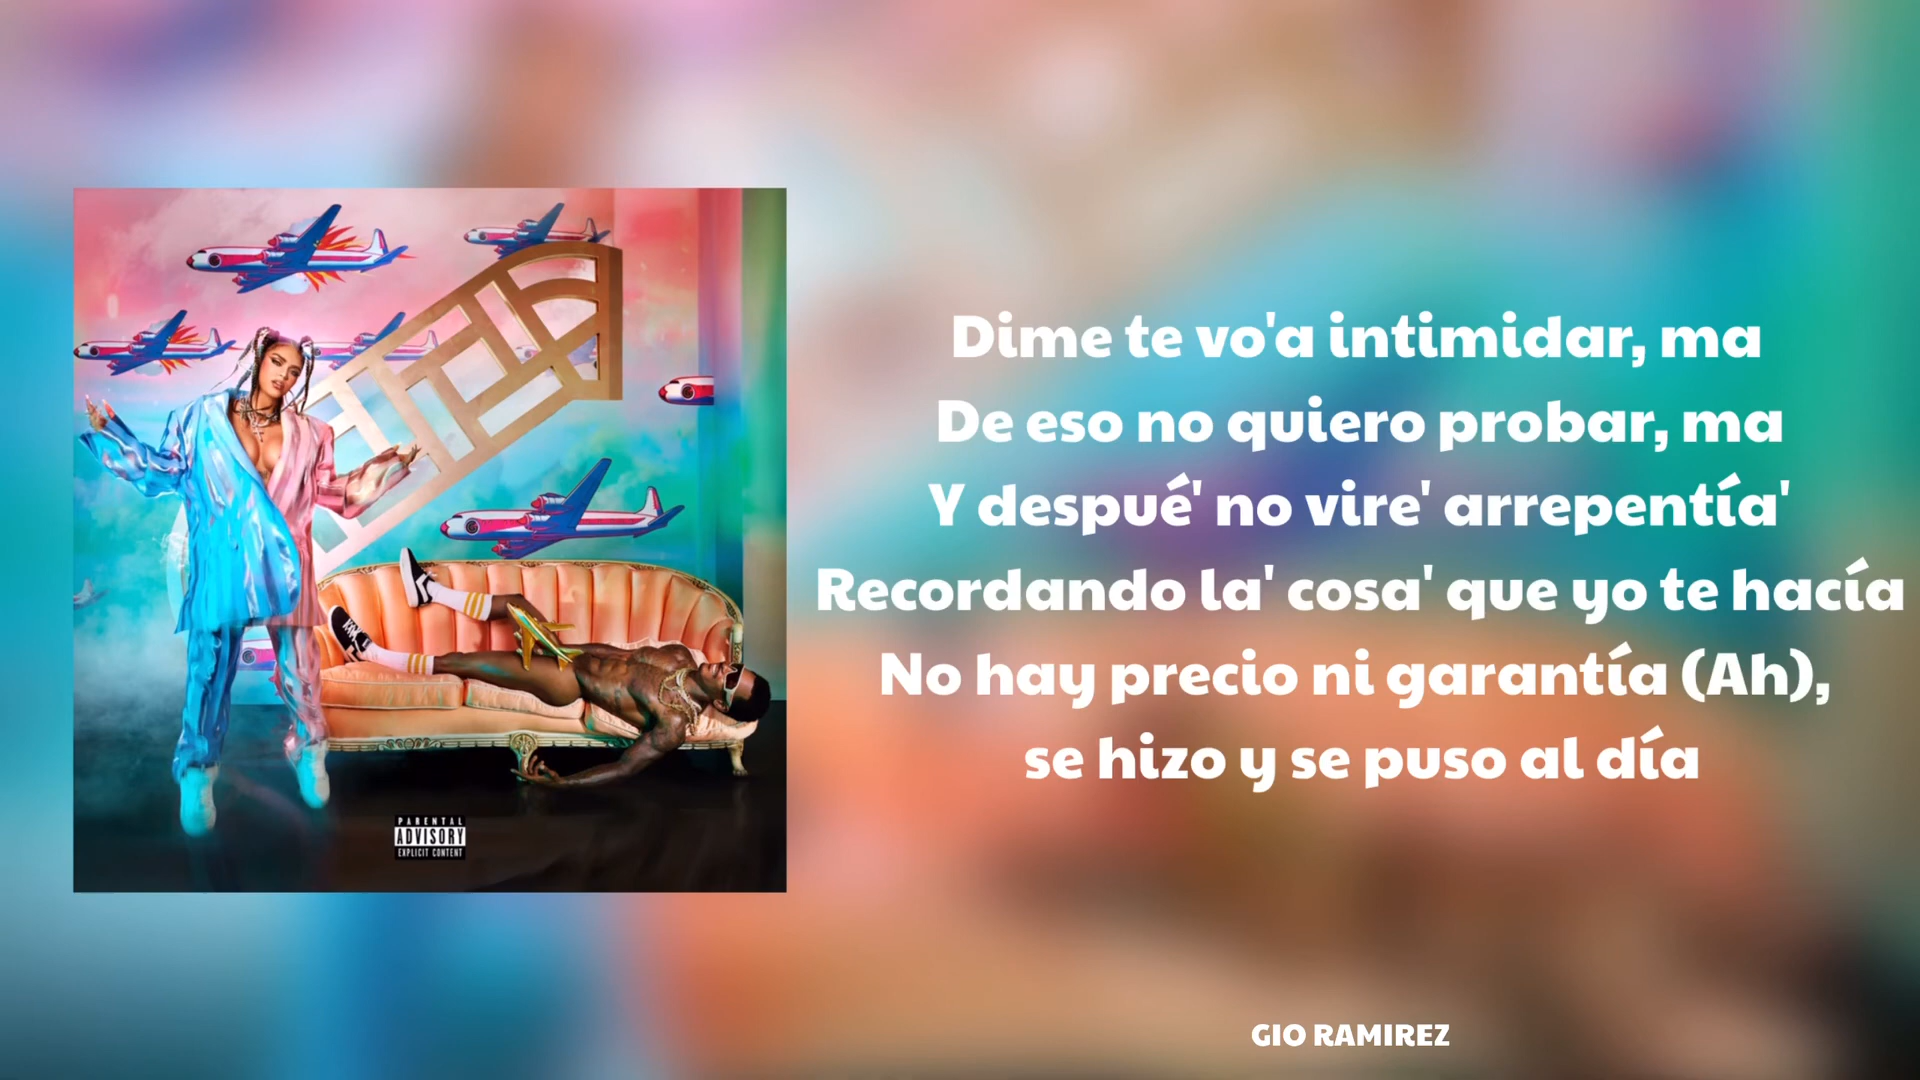 Dime te vo'a intimidar, ma
De eso no quiero probar, ma
Y despué' no vire' arrepentía'
Recordando la' cosa' que yo te hacía
No hay precio ni garantía (Ah),
se hizo y se puso al día
PARENTAL
ADVISORY
EXPLICIT CONTENT
GIO RAMIREZ